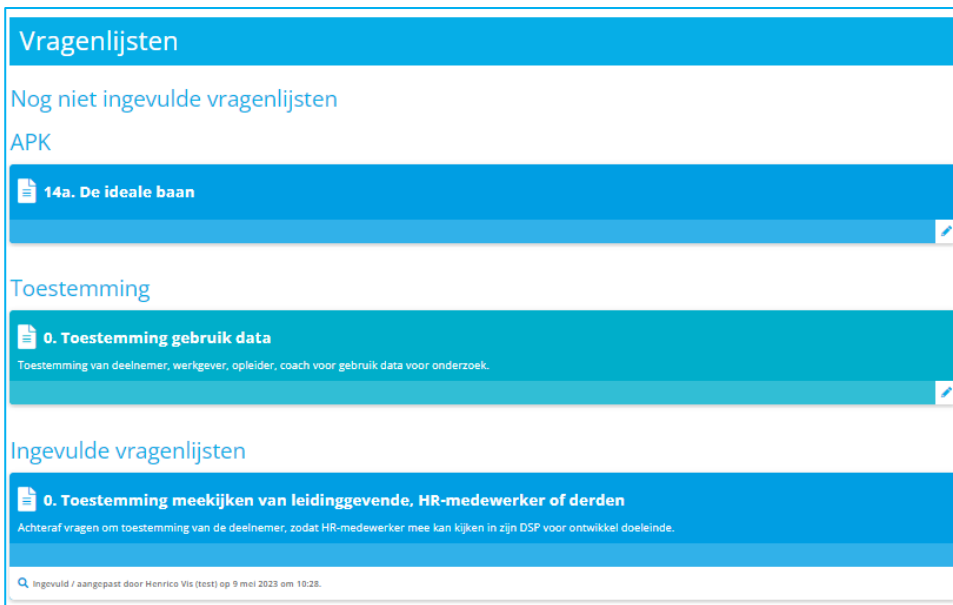 Vragenlijsten
Nog niet ingevulde vragenlijsten
APK
14a. De ideale baan
Toestemming
0. Toestemming gebruik data
Toestemming van deelnemer, werkgever, opleider, coach voor gebruik data voor onderzoek.
Ingevulde vragenlijsten
0. Toestemming meekijken van leidinggevende, HR-medewerker of derden
Achteraf vragen om toestemming van de deelnemer, zodat HR-medewerker mee kan kijken in zijn DSP voor ontwikkel doeleinde.
Ingevuld / aangepast door Henrico Vis (test) op 9 mei 2023 om 10:28.